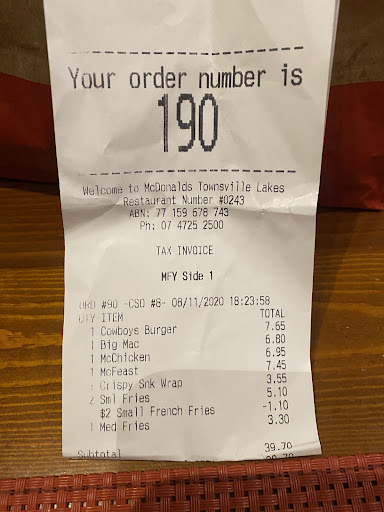 Your order number is
190
Welcome to McDonalds Townsville Lakes
Restaurant Number #0243
ABN: 77 159 678 743
Ph: 07 4725 2500
TAX INVOICE
MFY Side 1
ORD #90 -CSO #8- 08/11/2020 18:23:58
QTY ITEM TOTAL
1 Cowboys Burger 7.65
1 Big Mac 6.80
1 McChicken 6.95
1 McFeast 7.45
1 Crispy Snk Wrap 3.55
2 Sml Fries 5.10
$2 Small French Fries -1.10
1 Med Fries 3.30
Subtotal 39.70